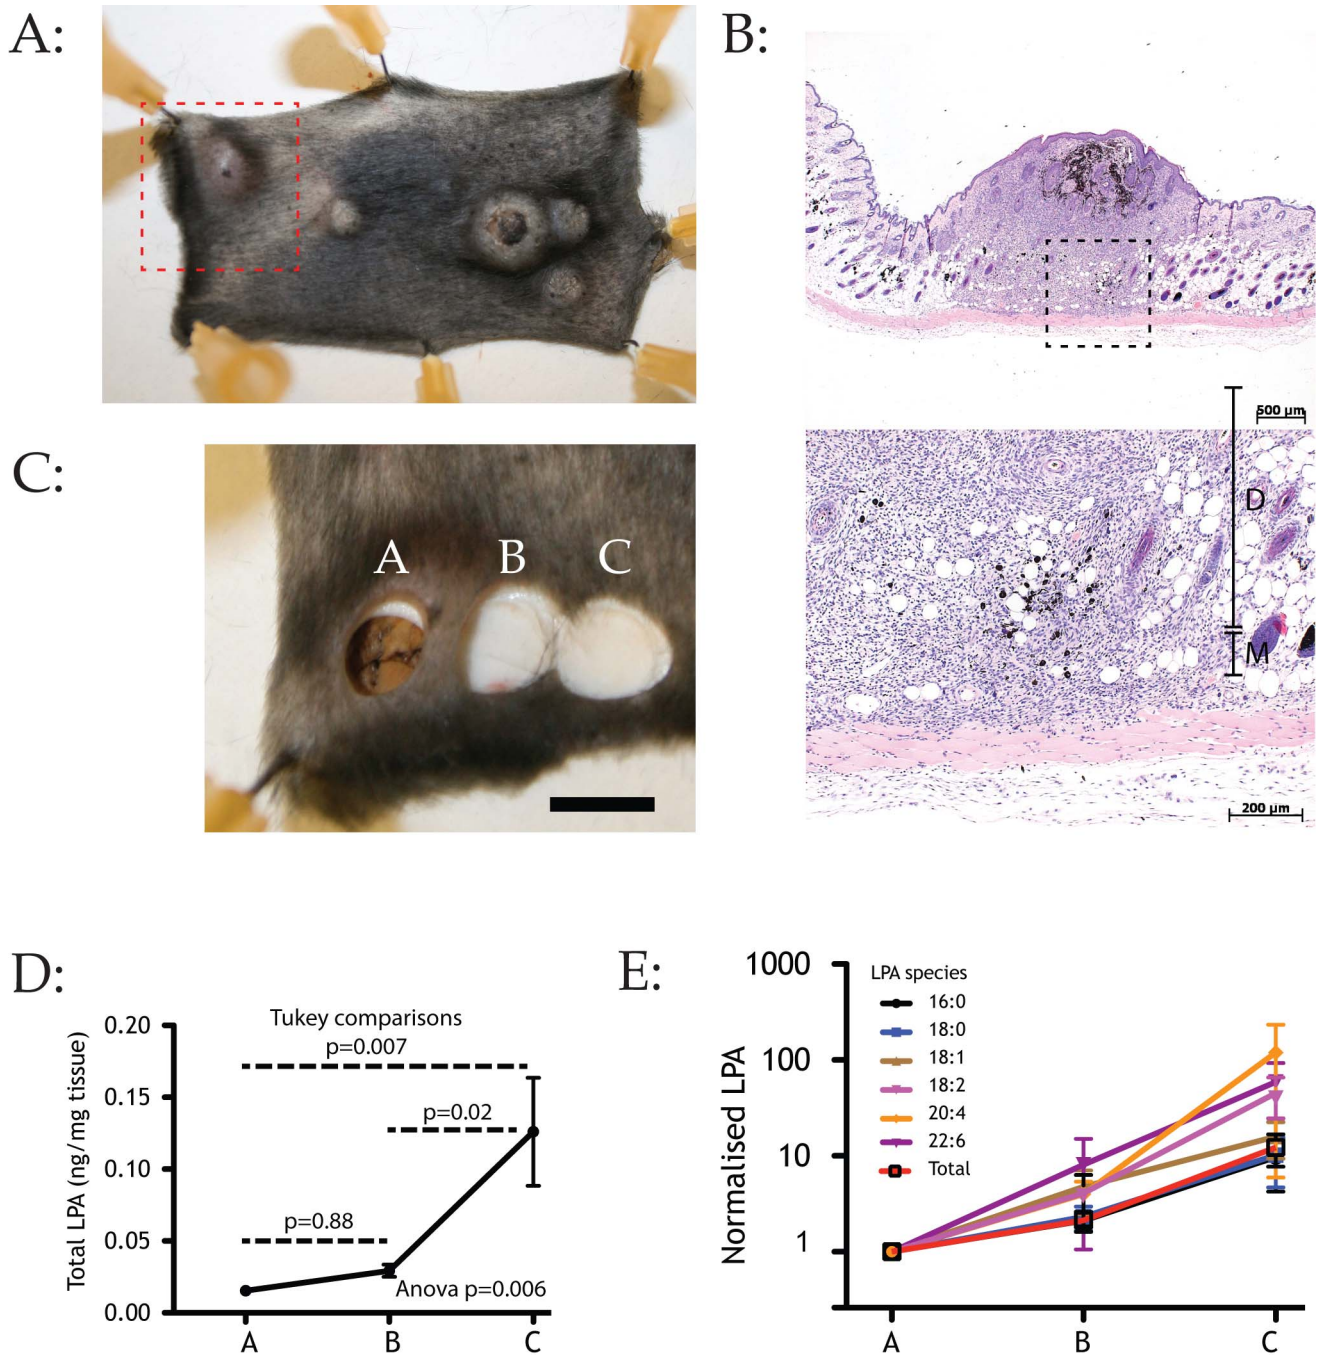 A:
B:
500 µm
D
M
200 µm
C:
A B C
D:
Total LPA (ng/mg tissue)
0.20
0.15
0.10
0.05
0.00
Tukey comparisons
p=0.007
p=0.02
p=0.88
Anova p=0.006
A B C
E:
Normalised LPA
1000
100
10
1
LPA species
16:0
18:0
18:1
18:2
20:4
22:6
Total
A B C